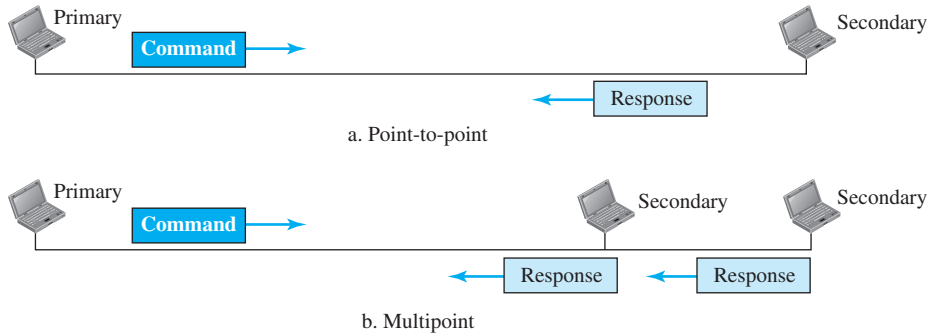 Primary
Secondary
Command
Response
a. Point-to-point
Primary
Secondary
Secondary
Command
Response
Response
b. Multipoint